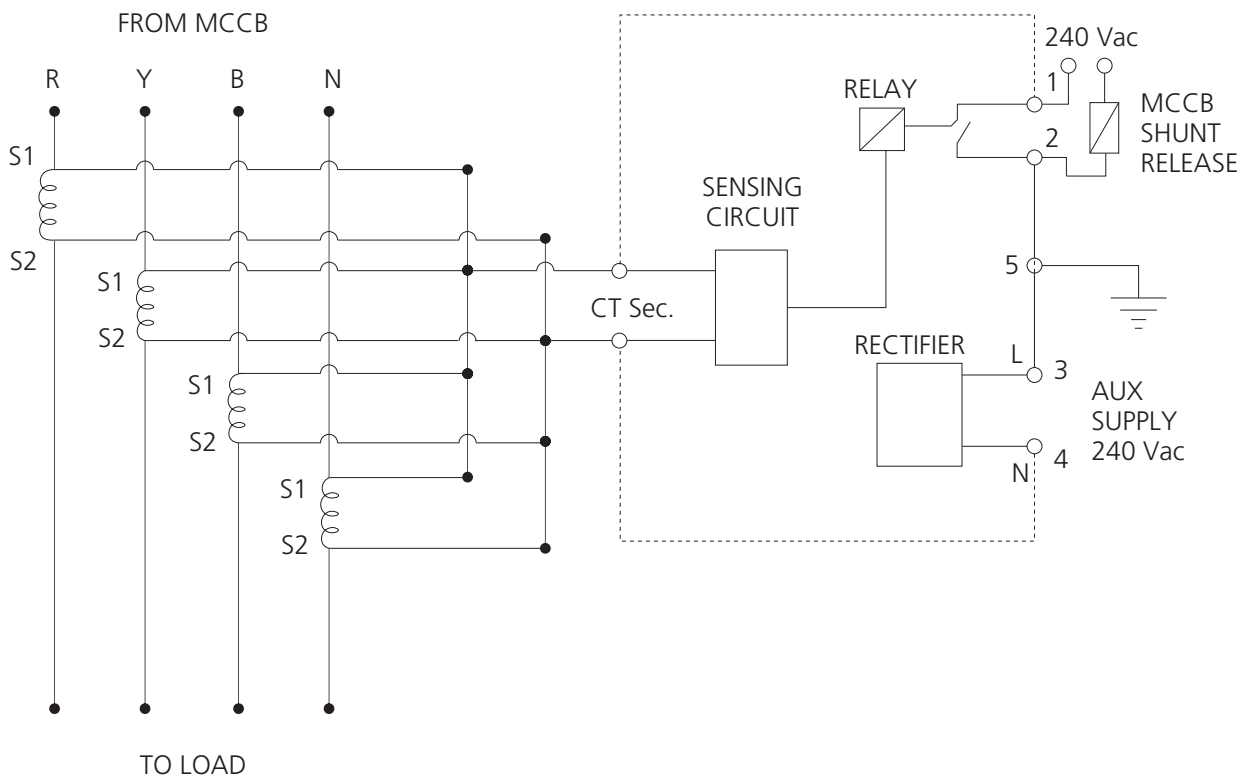 FROM MCCB
R Y B N
S1
S2
S1
S2
S1
S2
S1
S2
TO LOAD
CT Sec.
SENSING
CIRCUIT
RELAY
RECTIFIER
240 Vac
1
2
MCCB
SHUNT
RELEASE
5
L 3
N 4
AUX
SUPPLY
240 Vac